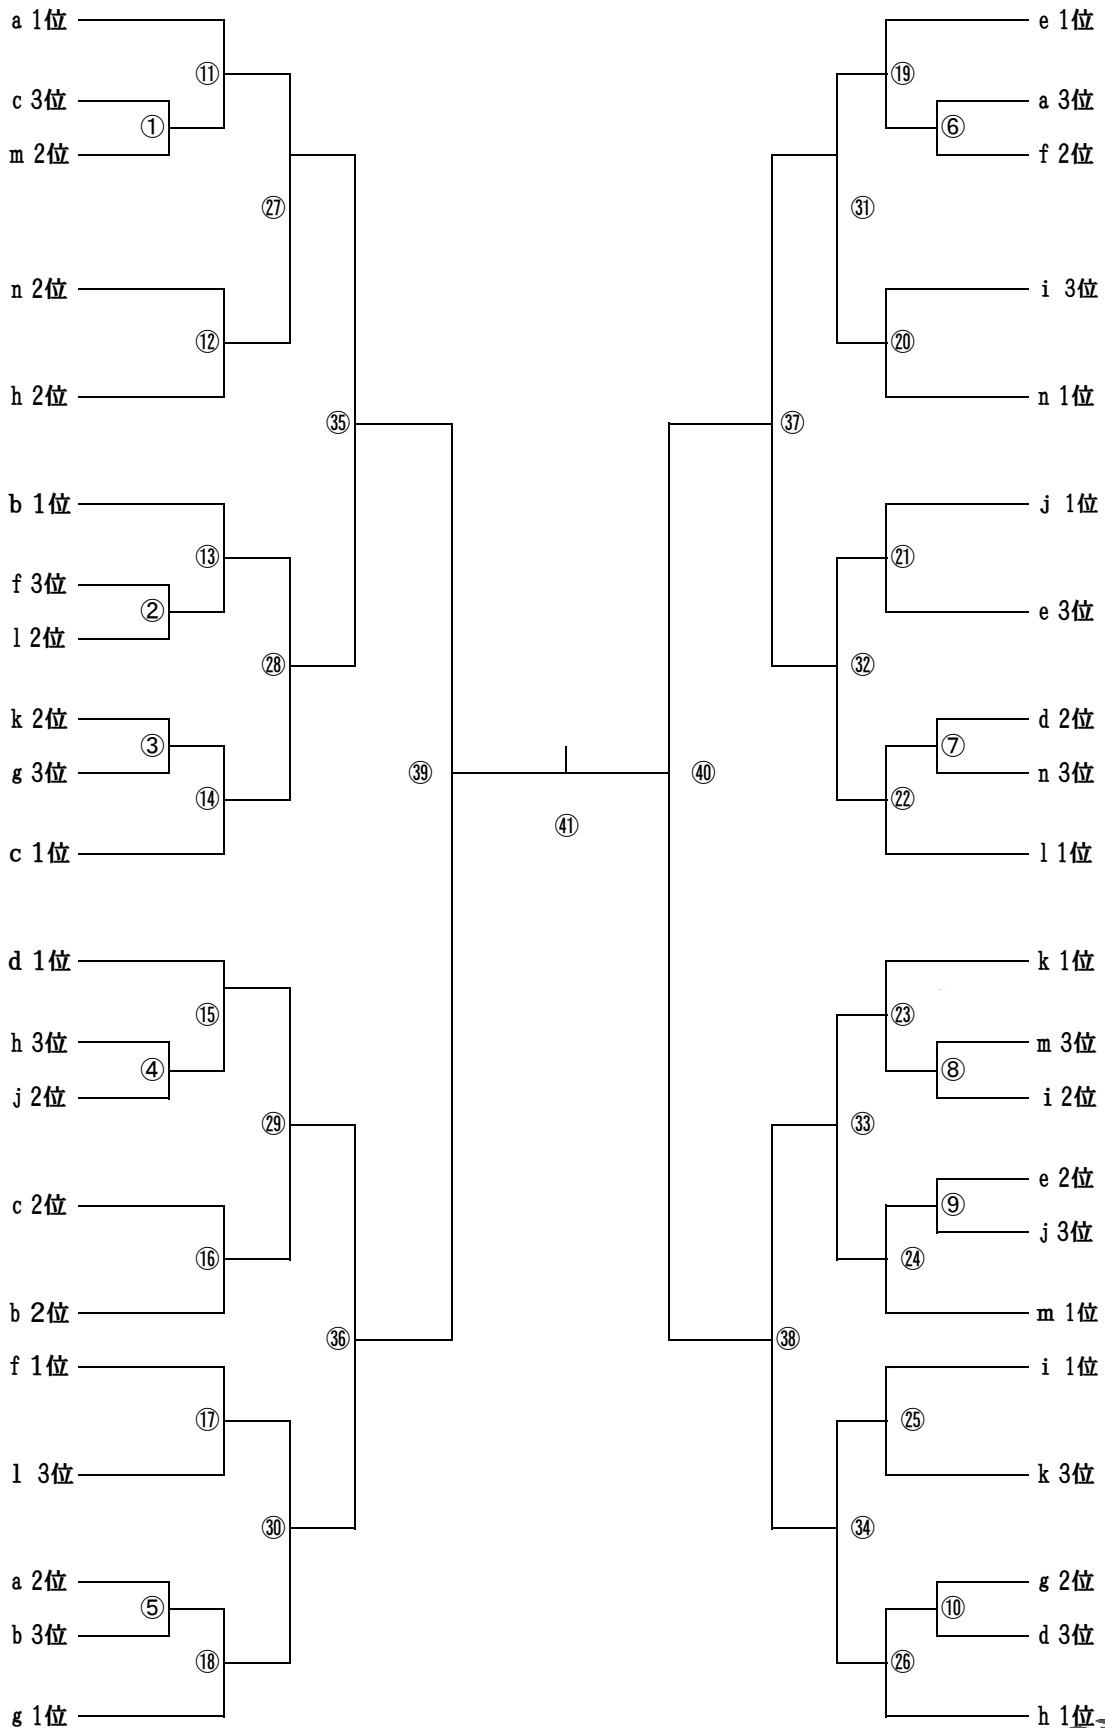 a 1位
e 1位
⑪
⑲
c 3位
a 3位
①
⑥
m 2位
f 2位
㉗
㉛
n 2位
i 3位
⑫
⑳
h 2位
n 1位
㉟
㊲
b 1位
j 1位
⑬
㉑
f 3位
②
e 3位
l 2位
㉘
㉜
k 2位
d 2位
③
⑦
g 3位
㊴
㊵
n 3位
⑭
㉒
㊶
c 1位
l 1位
d 1位
k 1位
⑮
㉓
h 3位
m 3位
④
⑧
j 2位
i 2位
㉙
㉝
e 2位
c 2位
⑨
j 3位
⑯
㉔
b 2位
m 1位
㊱
㊳
f 1位
i 1位
⑰
㉕
l 3位
k 3位
㉚
㉞
a 2位
g 2位
⑤
⑩
b 3位
d 3位
⑱
㉖
g 1位
h 1位